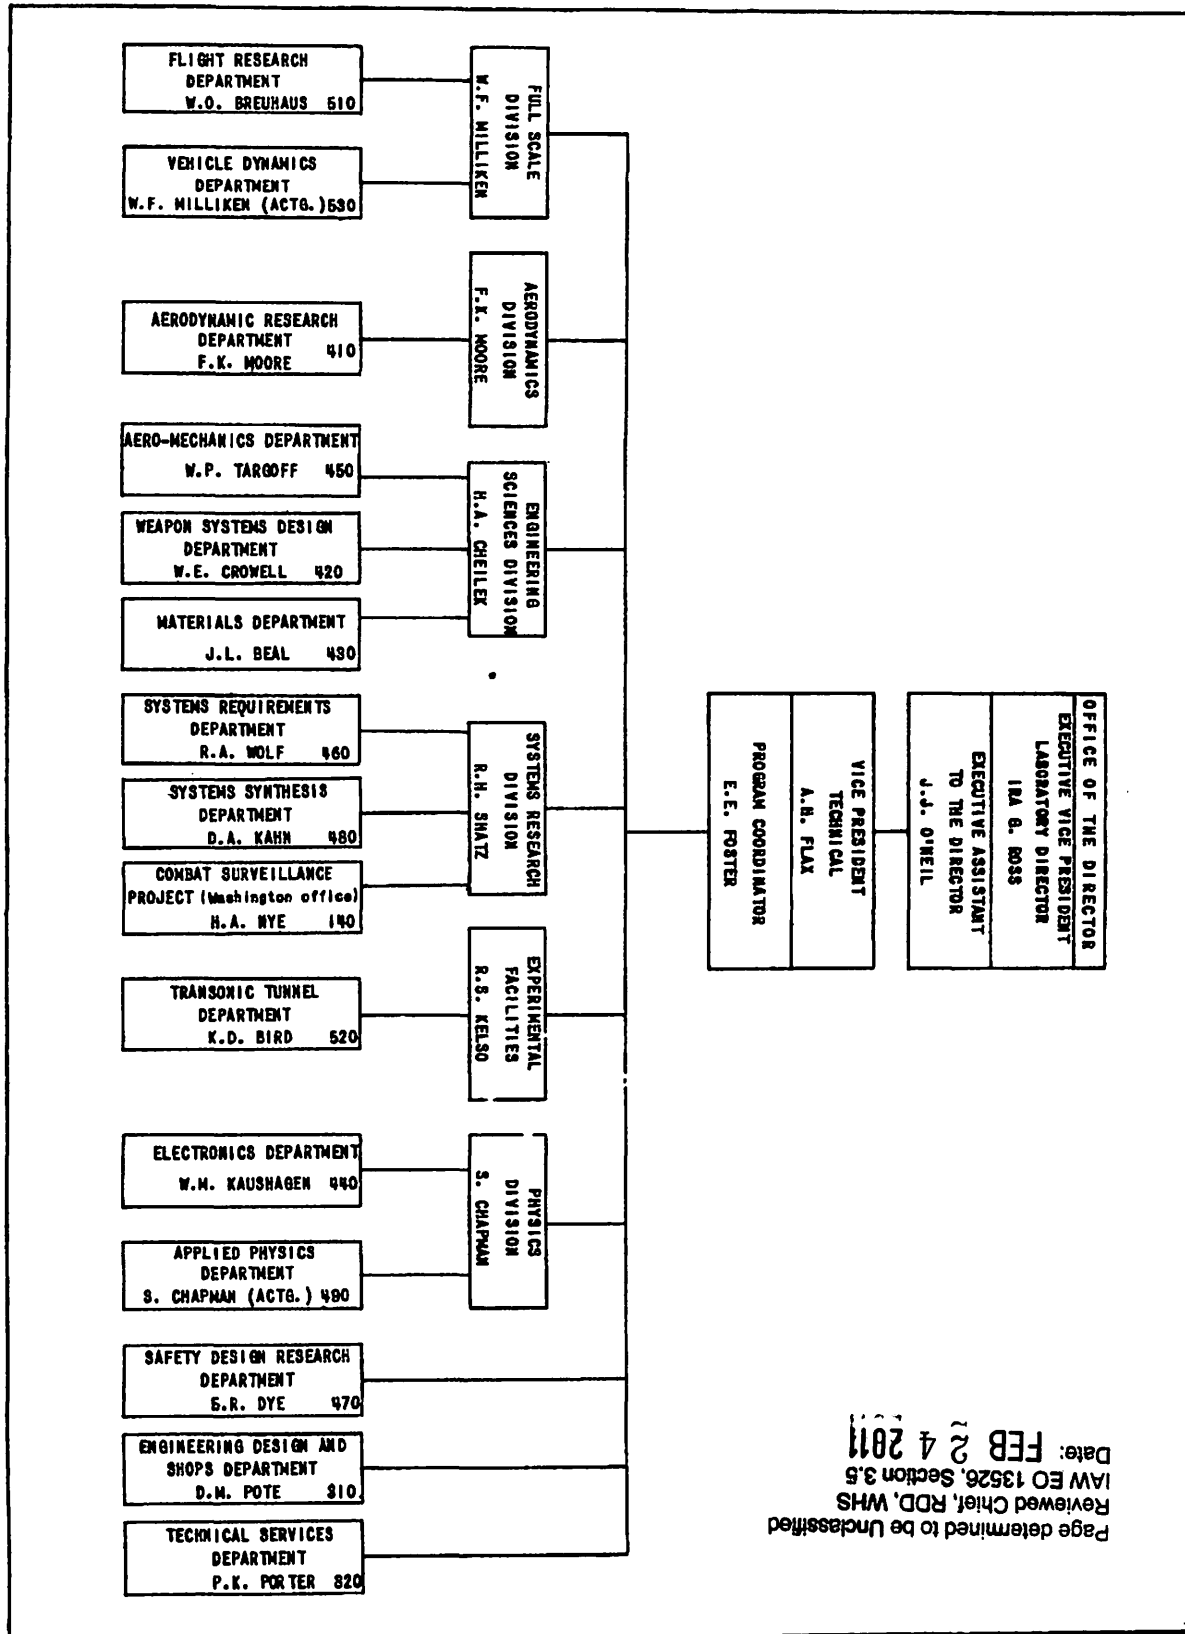 OFFICE OF THE DIRECTOR
EXECUTIVE VICE PRESIDENT
LABORATORY DIRECTOR
IRA G. ROSS
EXECUTIVE ASSISTANT
TO THE DIRECTOR
J.J. O'NEIL
VICE PRESIDENT
TECHNICAL
A.H. FLAX
PROGRAM COORDINATOR
E.E. FOSTER
FULL SCALE
DIVISION
W.F. MILLIKEN
FLIGHT RESEARCH
DEPARTMENT
W.O. BREUHAUS 510
VEHICLE DYNAMICS
DEPARTMENT
W.F. MILLIKEN (ACTG.) 530
AERODYNAMICS
DIVISION
F.K. MOORE
AERODYNAMIC RESEARCH
DEPARTMENT
F.K. MOORE 410
ENGINEERING
SCIENCES DIVISION
H.A. CHEILEK
AERO-MECHANICS DEPARTMENT
W.P. TARGOFF 450
WEAPON SYSTEMS DESIGN
DEPARTMENT
W.E. CROWELL 420
MATERIALS DEPARTMENT
J.L. BEAL 430
SYSTEMS RESEARCH
DIVISION
R.H. SHATZ
SYSTEMS REQUIREMENTS
DEPARTMENT
R.A. WOLF 460
SYSTEMS SYNTHESIS
DEPARTMENT
D.A. KAHN 480
COMBAT SURVEILLANCE
PROJECT (Washington office)
H.A. NYE 140
EXPERIMENTAL
FACILITIES
R.S. KELSO
TRANSONIC TUNNEL
DEPARTMENT
K.D. BIRD 520
PHYSICS
DIVISION
S. CHAPMAN
ELECTRONICS DEPARTMENT
W.M. KAUSHAGEN 440
APPLIED PHYSICS
DEPARTMENT
S. CHAPMAN (ACTG.) 490
SAFETY DESIGN RESEARCH
DEPARTMENT
E.R. DYE 470
ENGINEERING DESIGN AND
SHOPS DEPARTMENT
D.M. POTE 810
TECHNICAL SERVICES
DEPARTMENT
P.K. PORTER 820
Page determined to be Unclassified
Reviewed Chief, RDD, WHS
IAW EO 13526, Section 3.5
Date: FEB 24 2011